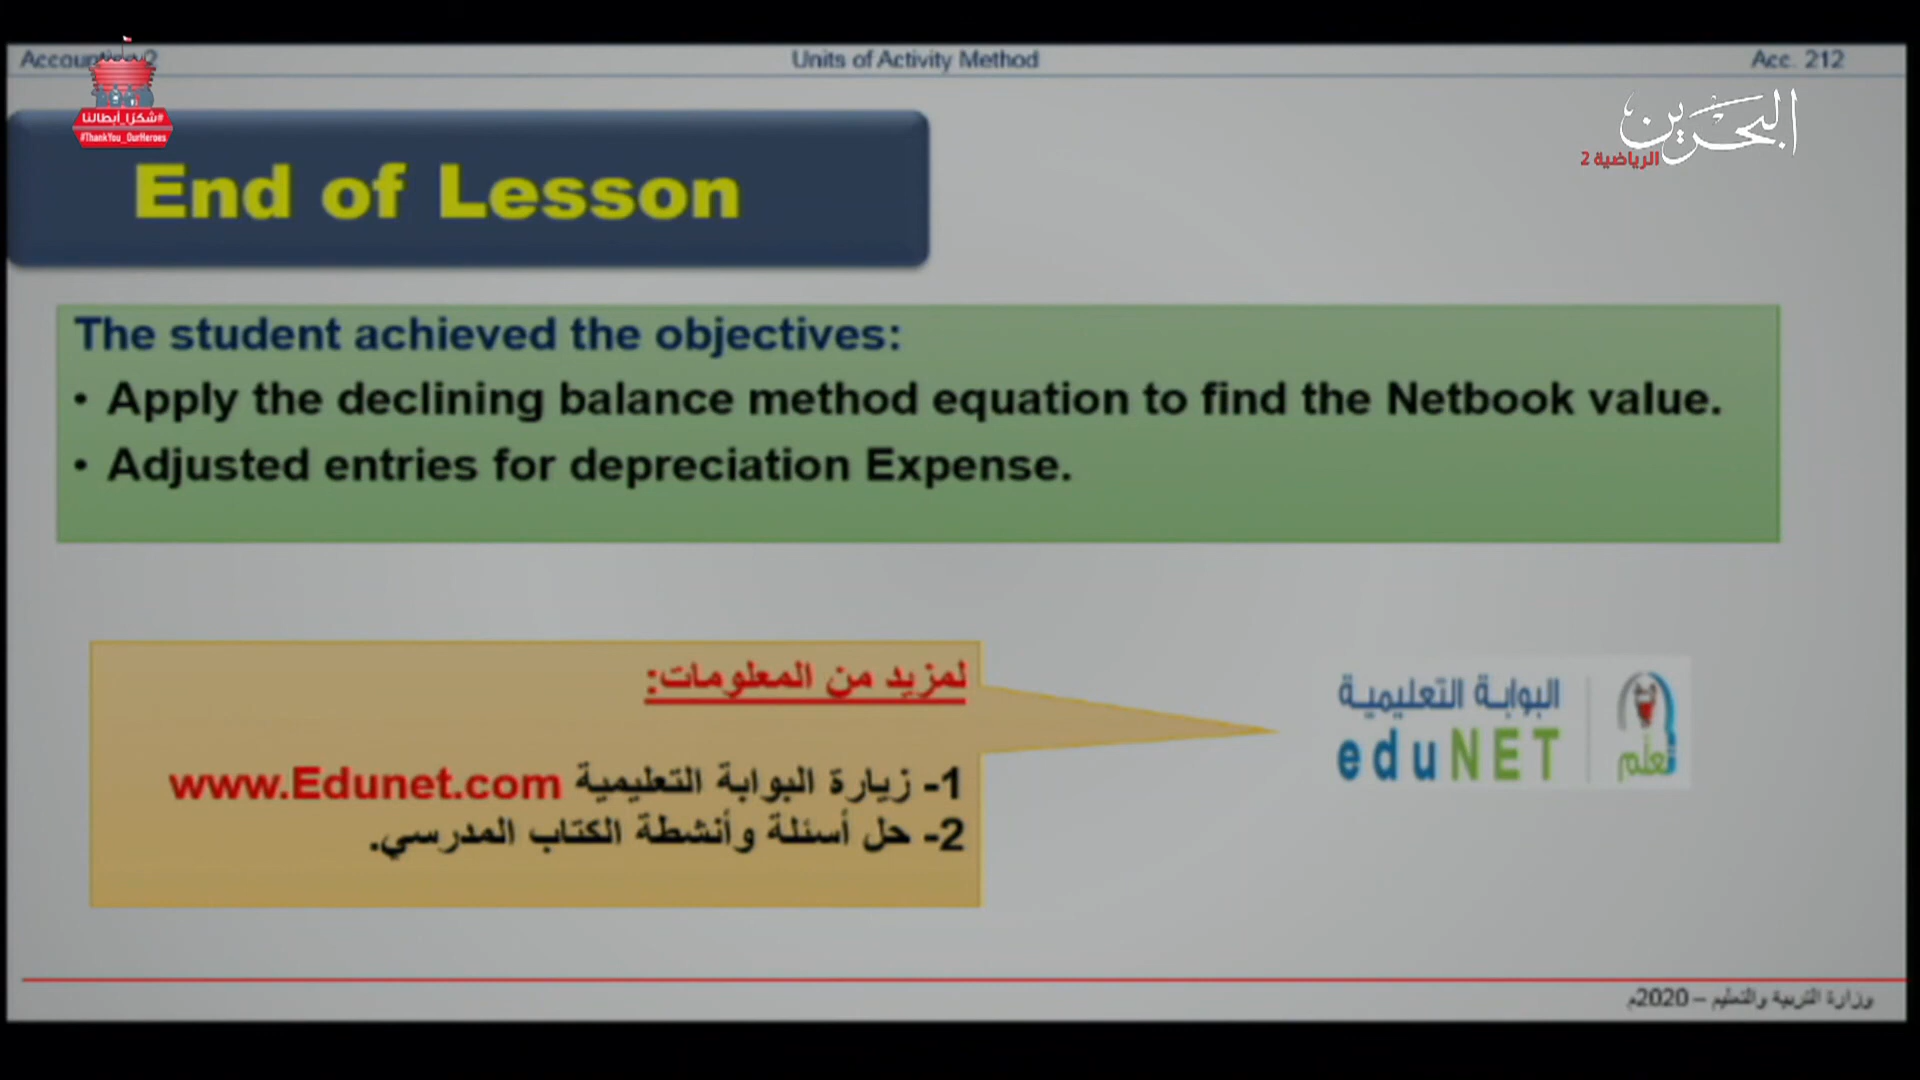 Accounting 2
Units of Activity Method
Acc. 212
#شكرا_أبطالنا
#ThankYou_OurHeroes
البحرين
الرياضية 2
End of Lesson
The student achieved the objectives:
• Apply the declining balance method equation to find the Netbook value.
• Adjusted entries for depreciation Expense.
لمزيد من المعلومات:
1- زيارة البوابة التعليمية www.Edunet.com
2- حل أسئلة وأنشطة الكتاب المدرسي.
البوابة التعليمية
eduNET
تعلم
وزارة التربية والتعليم – 2020م